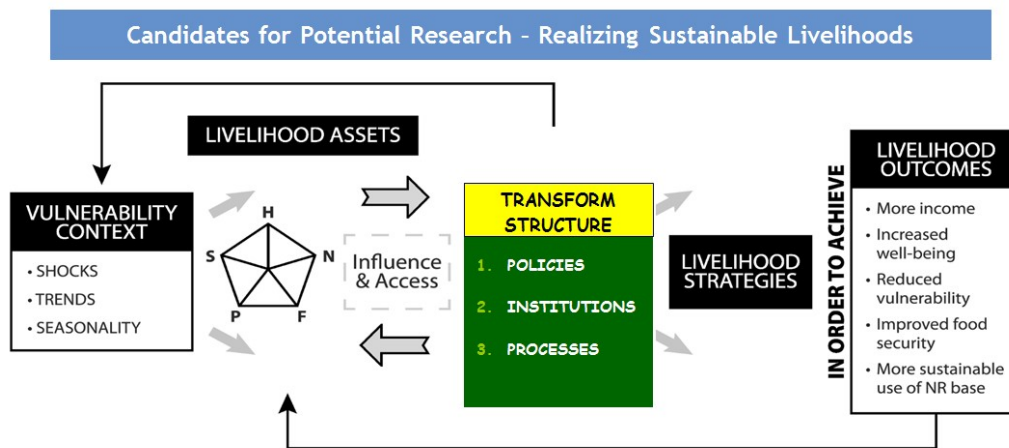 Candidates for Potential Research – Realizing Sustainable Livelihoods
LIVELIHOOD ASSETS
VULNERABILITY
CONTEXT
• SHOCKS
• TRENDS
• SEASONALITY
H
S
N
P
F
Influence
& Access
TRANSFORM
STRUCTURE
1. POLICIES
2. INSTITUTIONS
3. PROCESSES
LIVELIHOOD
STRATEGIES
IN ORDER TO ACHIEVE
LIVELIHOOD
OUTCOMES
• More income
• Increased
well-being
• Reduced
vulnerability
• Improved food
security
• More sustainable
use of NR base